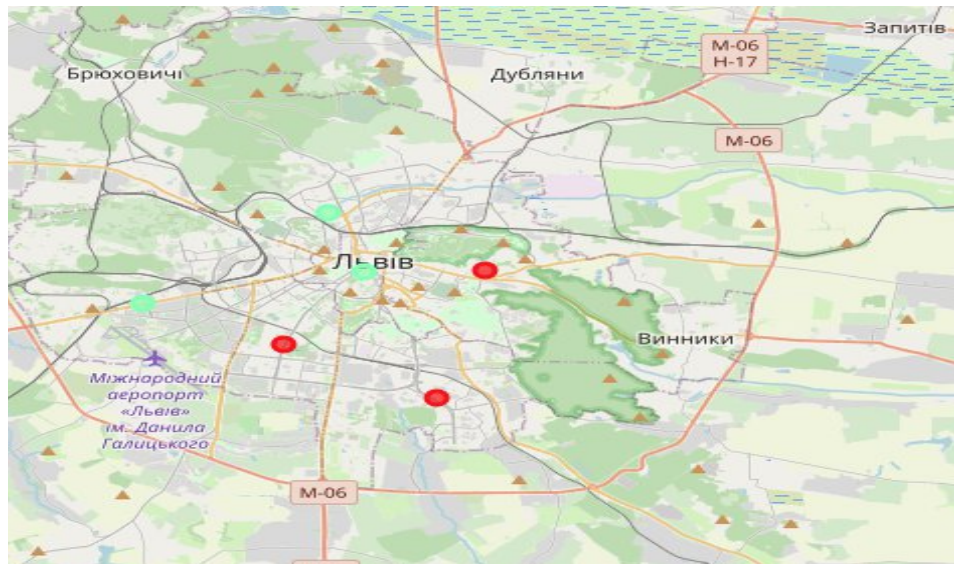 Запитів
М-06
Н-17
Брюховичі
Дубляни
М-06
Львів
Винники
Міжнародний
аеропорт
«Львів»
ім. Данила
Галицького
М-06